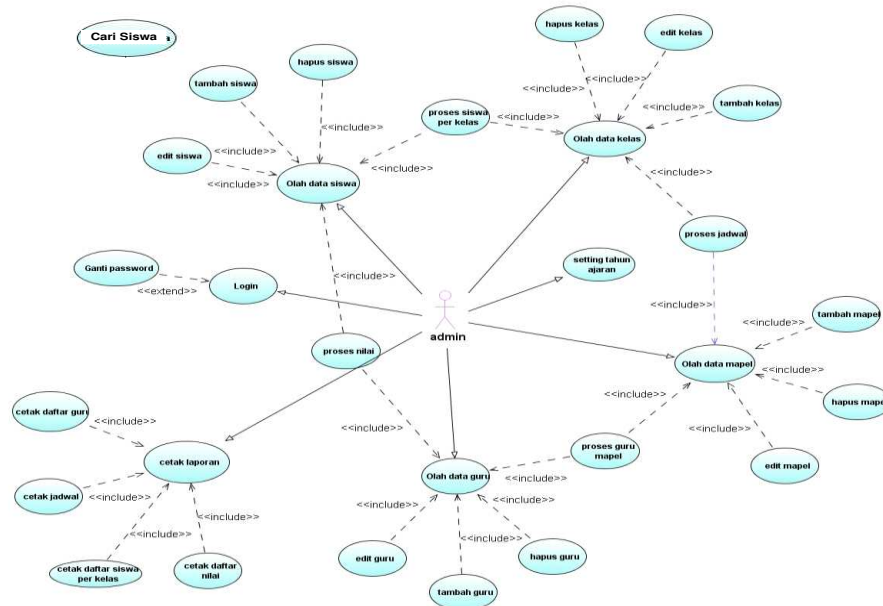 Cari Siswa
hapus kelas
edit kelas
hapus siswa
tambah siswa
<<include>>
<<include>>
tambah kelas
<<include>>
proses siswa
per kelas
<<include>>
<<include>>
<<include>>
Olah data kelas
edit siswa
<<include>>
<<include>>
<<include>>
Olah data siswa
<<include>>
proses jadwal
Ganti password
<<extend>>
Login
<<include>>
setting tahun
ajaran
<<include>>
admin
tambah mapel
<<include>>
proses nilai
Olah data mapel
<<include>>
hapus mapel
cetak daftar guru
<<include>>
<<include>>
<<include>>
<<include>>
proses guru
mapel
edit mapel
cetak laporan
Olah data guru
<<include>>
cetak jadwal
<<include>>
<<include>>
<<include>>
<<include>>
<<include>>
<<include>>
edit guru
hapus guru
cetak daftar siswa
per kelas
cetak daftar
nilai
tambah guru